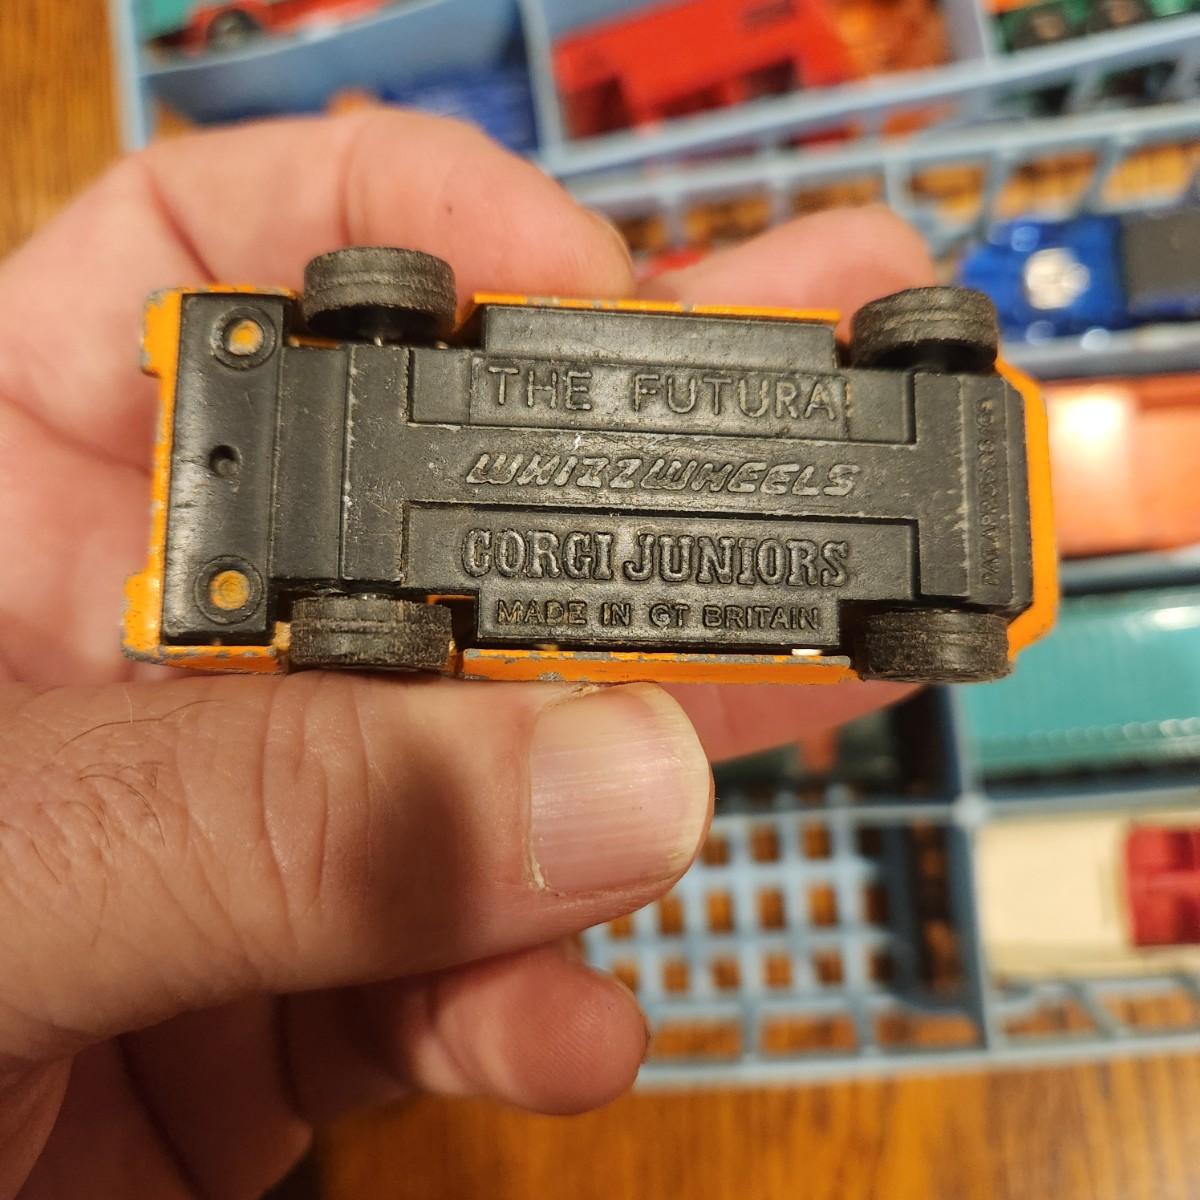 THE FUTURA
WHIZZWHEELS
CORGI JUNIORS
MADE IN GT BRITAIN